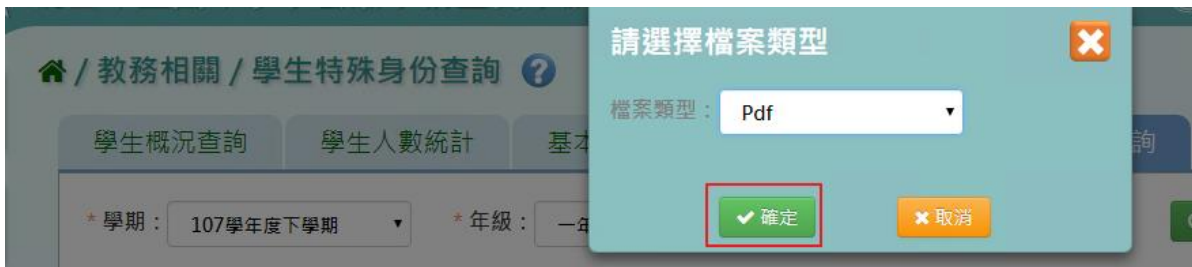 請選擇檔案類型
/ 教務相關 / 學生特殊身份查詢
檔案類型： Pdf
學生概況查詢 學生人數統計 基本 詢
* 學期： 107學年度下學期 * 年級： 一年
確定 取消